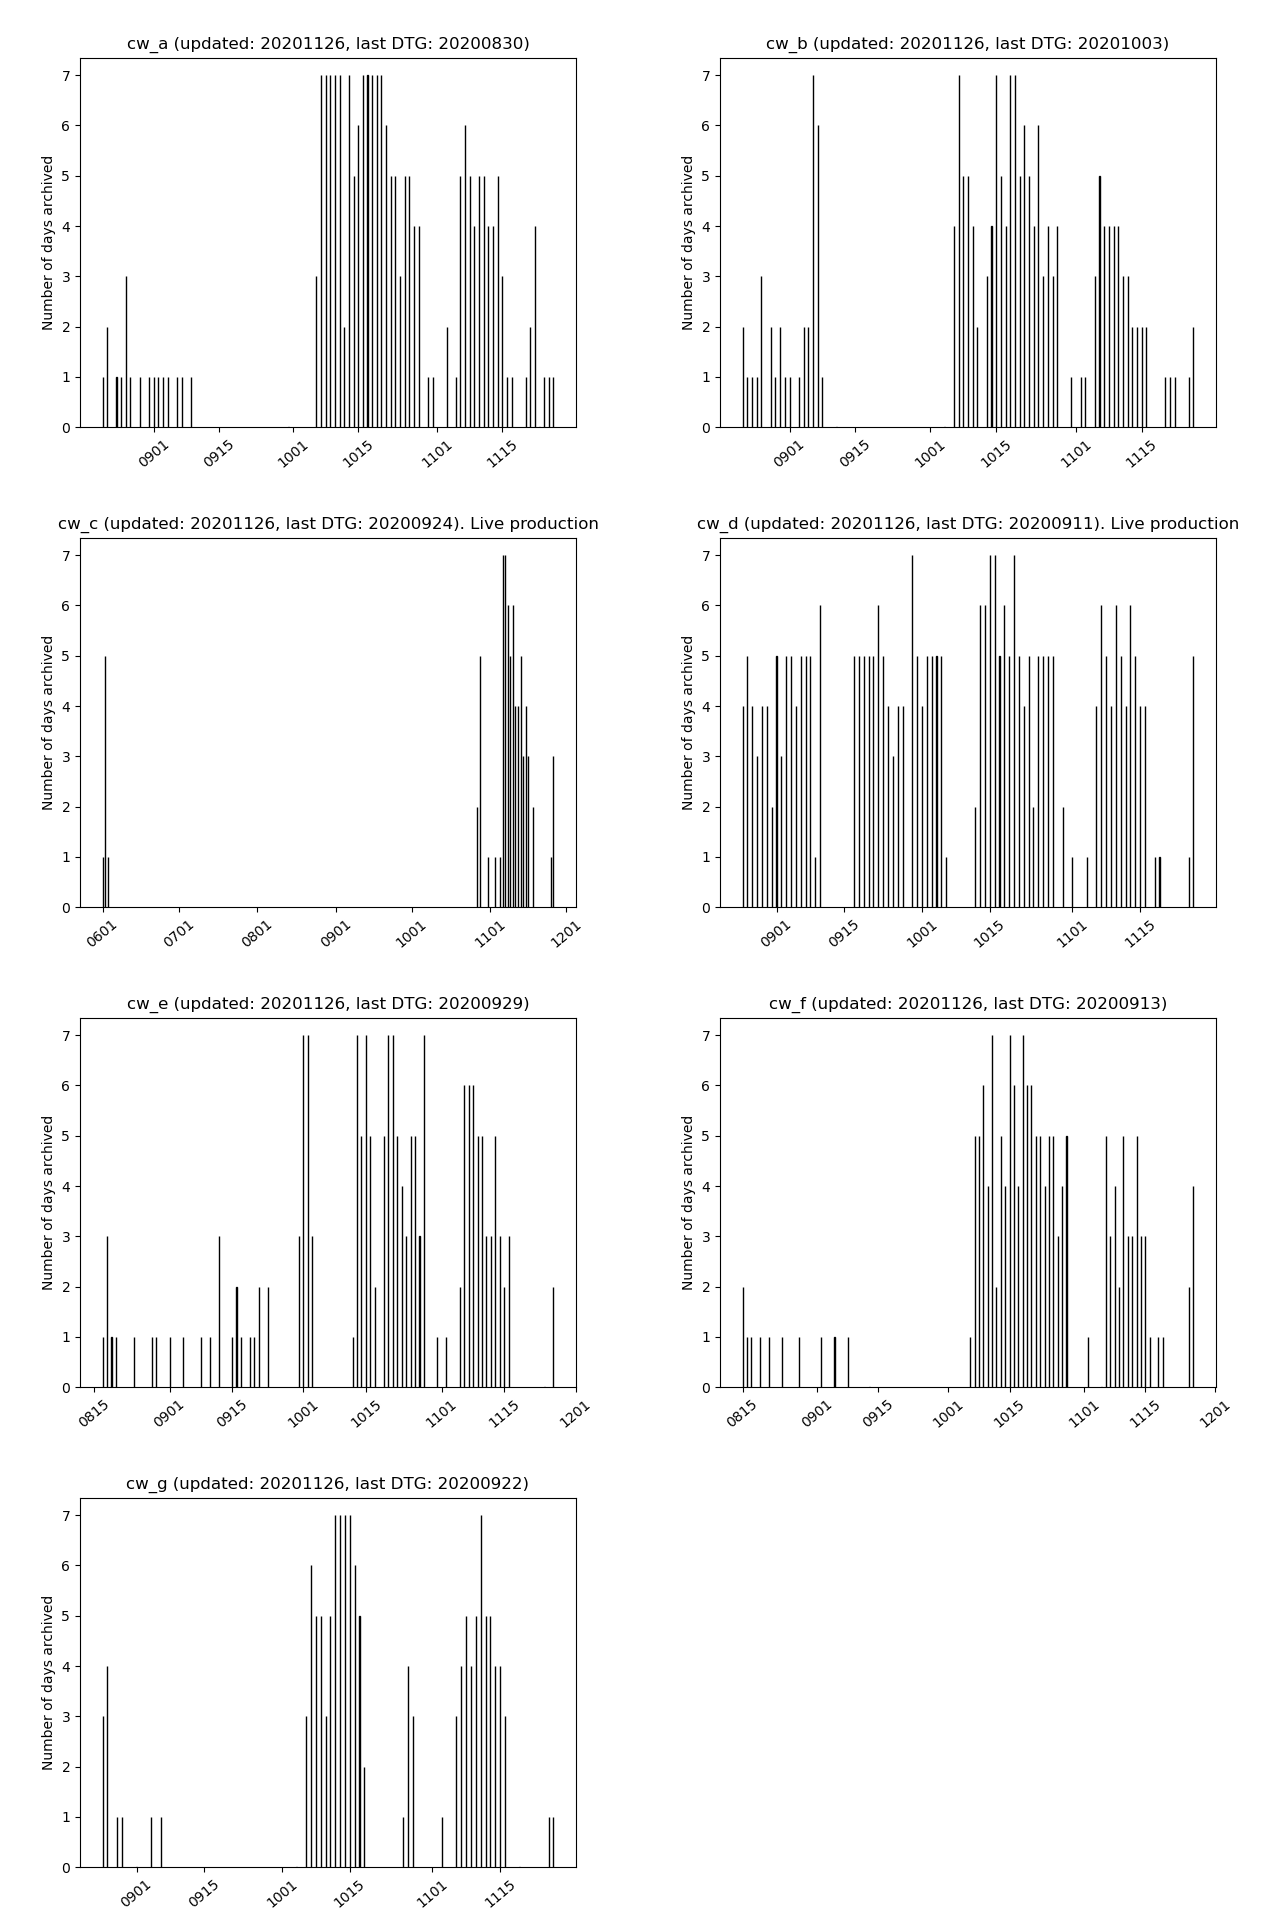 cw_a (updated: 20201126, last DTG: 20200830)
Number of days archived
7
6
5
4
3
2
1
0
0901 0915 1001 1015 1101 1115
cw_b (updated: 20201126, last DTG: 20201003)
Number of days archived
7
6
5
4
3
2
1
0
0901 0915 1001 1015 1101 1115
cw_c (updated: 20201126, last DTG: 20200924). Live production
Number of days archived
7
6
5
4
3
2
1
0
0601 0701 0801 0901 1001 1101 1201
cw_d (updated: 20201126, last DTG: 20200911). Live production
Number of days archived
7
6
5
4
3
2
1
0
0901 0915 1001 1015 1101 1115
cw_e (updated: 20201126, last DTG: 20200929)
Number of days archived
7
6
5
4
3
2
1
0
0815 0901 0915 1001 1015 1101 1115 1201
cw_f (updated: 20201126, last DTG: 20200913)
Number of days archived
7
6
5
4
3
2
1
0
0815 0901 0915 1001 1015 1101 1115 1201
cw_g (updated: 20201126, last DTG: 20200922)
Number of days archived
7
6
5
4
3
2
1
0
0901 0915 1001 1015 1101 1115